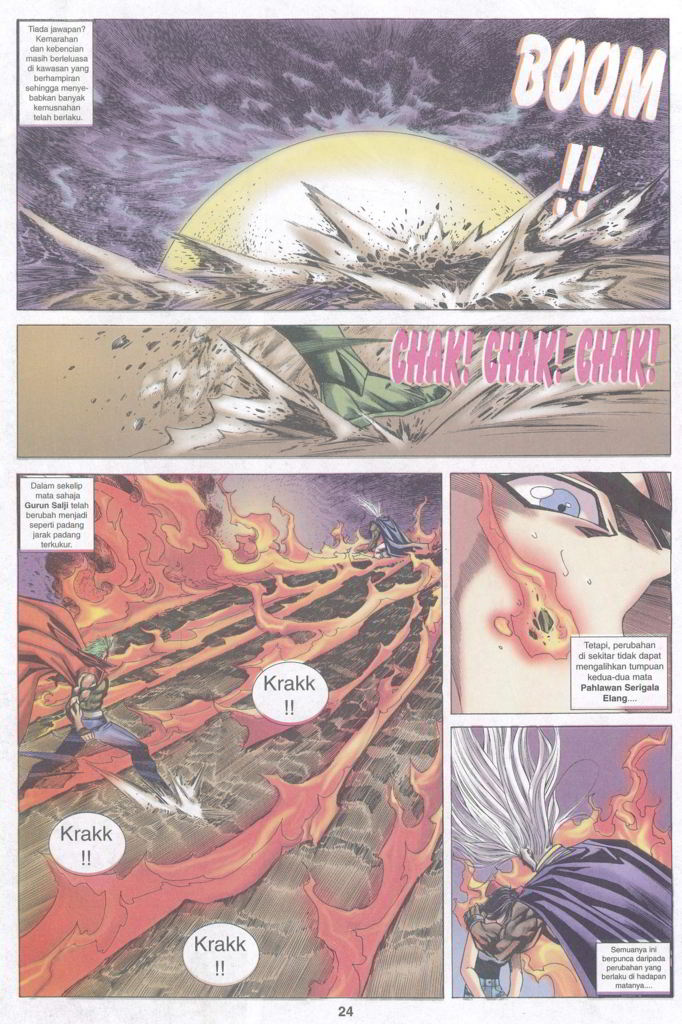 Tiada jawapan?
Kemarahan
dan kebencian
masih berleluasa
di kawasan yang
berhampiran
sehingga menye-
babkan banyak
kemusnahan
telah berlaku.
BOOM
!!
CHAK! CHAK! CHAK!
Dalam sekelip
mata sahaja
Gurun Salji telah
berubah menjadi
seperti padang
jarak padang
terkukur.
Krakk
!!
Krakk
!!
Krakk
!!
Tetapi, perubahan
di sekitar tidak dapat
mengalihkan tumpuan
kedua-dua mata
Pahlawan Serigala
Elang....
Semuanya ini
berpunca daripada
perubahan yang
berlaku di hadapan
matanya....
24